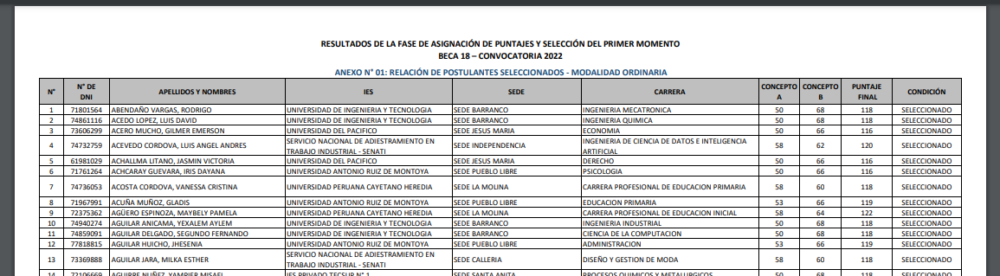 RESULTADOS DE LA FASE DE ASIGNACIÓN DE PUNTAJES Y SELECCIÓN DEL PRIMER MOMENTO
BECA 18 – CONVOCATORIA 2022
ANEXO N° 01: RELACIÓN DE POSTULANTES SELECCIONADOS - MODALIDAD ORDINARIA
N° N° DE DNI APELLIDOS Y NOMBRES IES SEDE CARRERA CONCEPTO A CONCEPTO B PUNTAJE FINAL CONDICIÓN
1 71801564 ABENDAÑO VARGAS, RODRIGO UNIVERSIDAD DE INGENIERIA Y TECNOLOGIA SEDE BARRANCO INGENIERIA MECATRONICA 50 68 118 SELECCIONADO
2 74861116 ACEDO LOPEZ, LUIS DAVID UNIVERSIDAD DE INGENIERIA Y TECNOLOGIA SEDE BARRANCO INGENIERIA QUIMICA 50 68 118 SELECCIONADO
3 73606299 ACERO MUCHO, GILMER EMERSON UNIVERSIDAD DEL PACIFICO SEDE JESUS MARIA ECONOMIA 50 66 116 SELECCIONADO
4 74732759 ACEVEDO CORDOVA, LUIS ANGEL ANDRES SERVICIO NACIONAL DE ADIESTRAMIENTO EN TRABAJO INDUSTRIAL - SENATI SEDE INDEPENDENCIA INGENIERIA DE CIENCIA DE DATOS E INTELIGENCIA ARTIFICIAL 58 62 120 SELECCIONADO
5 61981029 ACHALLMA LITANO, JASMIN VICTORIA UNIVERSIDAD DEL PACIFICO SEDE JESUS MARIA DERECHO 50 66 116 SELECCIONADO
6 71761264 ACHCARAY GUEVARA, IRIS DAYANA UNIVERSIDAD ANTONIO RUIZ DE MONTOYA SEDE PUEBLO LIBRE PSICOLOGIA 50 66 116 SELECCIONADO
7 74736053 ACOSTA CORDOVA, VANESSA CRISTINA UNIVERSIDAD PERUANA CAYETANO HEREDIA SEDE LA MOLINA CARRERA PROFESIONAL DE EDUCACION PRIMARIA 58 60 118 SELECCIONADO
8 71967991 ACUÑA MUÑOZ, GLADIS UNIVERSIDAD ANTONIO RUIZ DE MONTOYA SEDE PUEBLO LIBRE EDUCACION PRIMARIA 53 66 119 SELECCIONADO
9 72375362 AGÜERO ESPINOZA, MAYBELY PAMELA UNIVERSIDAD PERUANA CAYETANO HEREDIA SEDE LA MOLINA CARRERA PROFESIONAL DE EDUCACION INICIAL 58 64 122 SELECCIONADO
10 74940274 AGUILAR ANICAMA, YEXALEM AYLEM UNIVERSIDAD DE INGENIERIA Y TECNOLOGIA SEDE BARRANCO INGENIERIA INDUSTRIAL 50 68 118 SELECCIONADO
11 74859091 AGUILAR DELGADO, SEGUNDO FERNANDO UNIVERSIDAD DE INGENIERIA Y TECNOLOGIA SEDE BARRANCO CIENCIA DE LA COMPUTACION 50 68 118 SELECCIONADO
12 77818815 AGUILAR HUICHO, JHESENIA UNIVERSIDAD ANTONIO RUIZ DE MONTOYA SEDE PUEBLO LIBRE ADMINISTRACION 53 66 119 SELECCIONADO
13 73369888 AGUILAR JARA, MILKA ESTHER SERVICIO NACIONAL DE ADIESTRAMIENTO EN TRABAJO INDUSTRIAL - SENATI SEDE CALLERIA DISEÑO Y GESTION DE MODA 58 60 118 SELECCIONADO
14 72106669 AGUIRRE NUÑEZ, YAMPIER MISAEL IES PRIVADO TECSUP N° 1 SEDE SANTA ANITA PROCESOS QUIMICOS Y METALURGICOS 58 60 118 SELECCIONADO